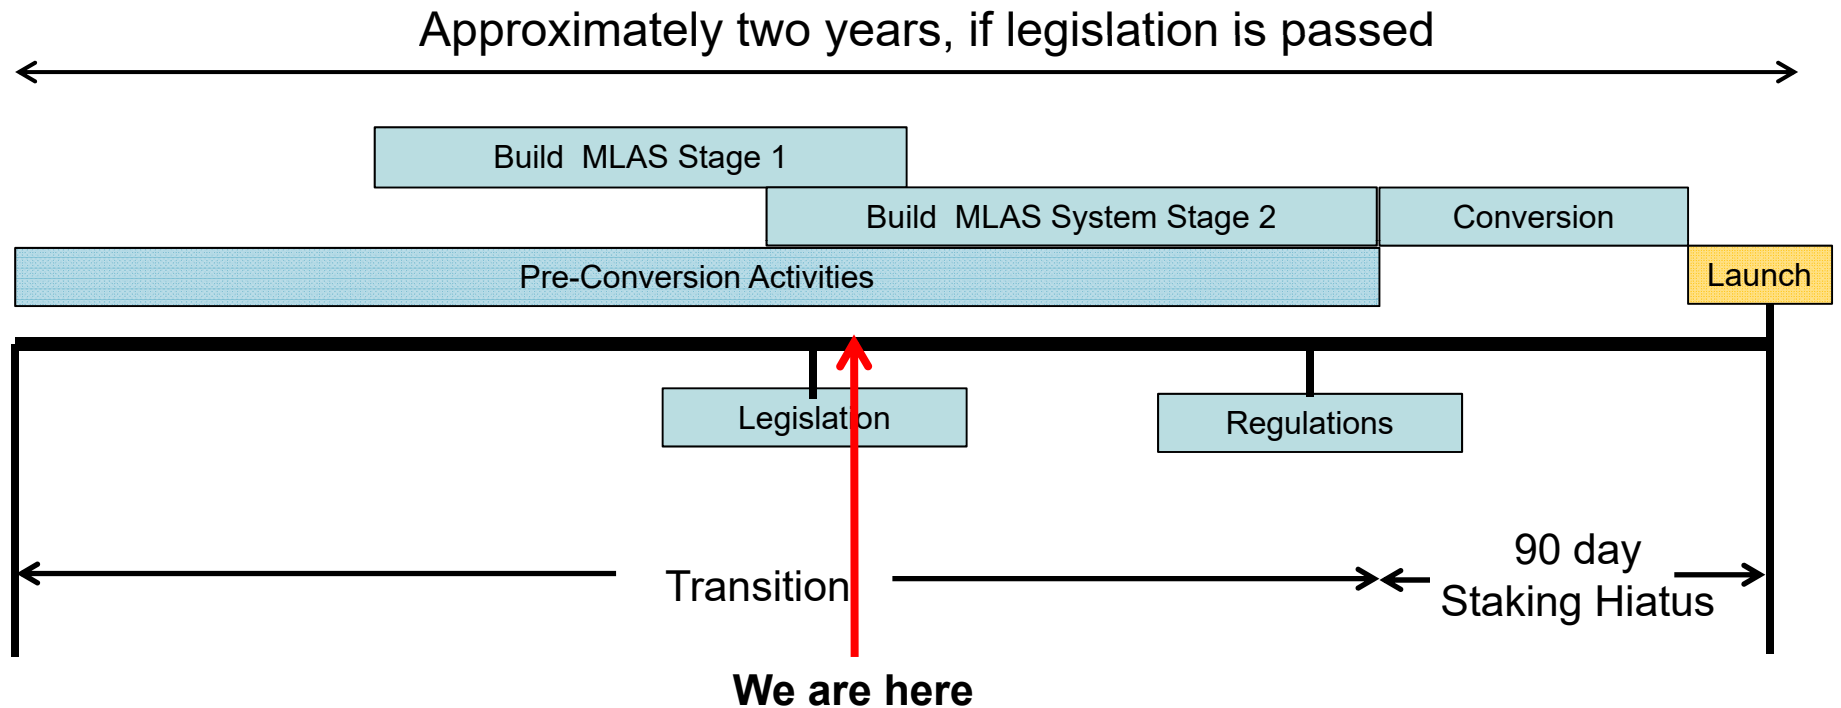 Approximately two years, if legislation is passed
Build  MLAS Stage 1
Build  MLAS System Stage 2
Conversion
Pre-Conversion Activities
Launch
Legislation
Regulations
Transition
90 day
Staking Hiatus
We are here